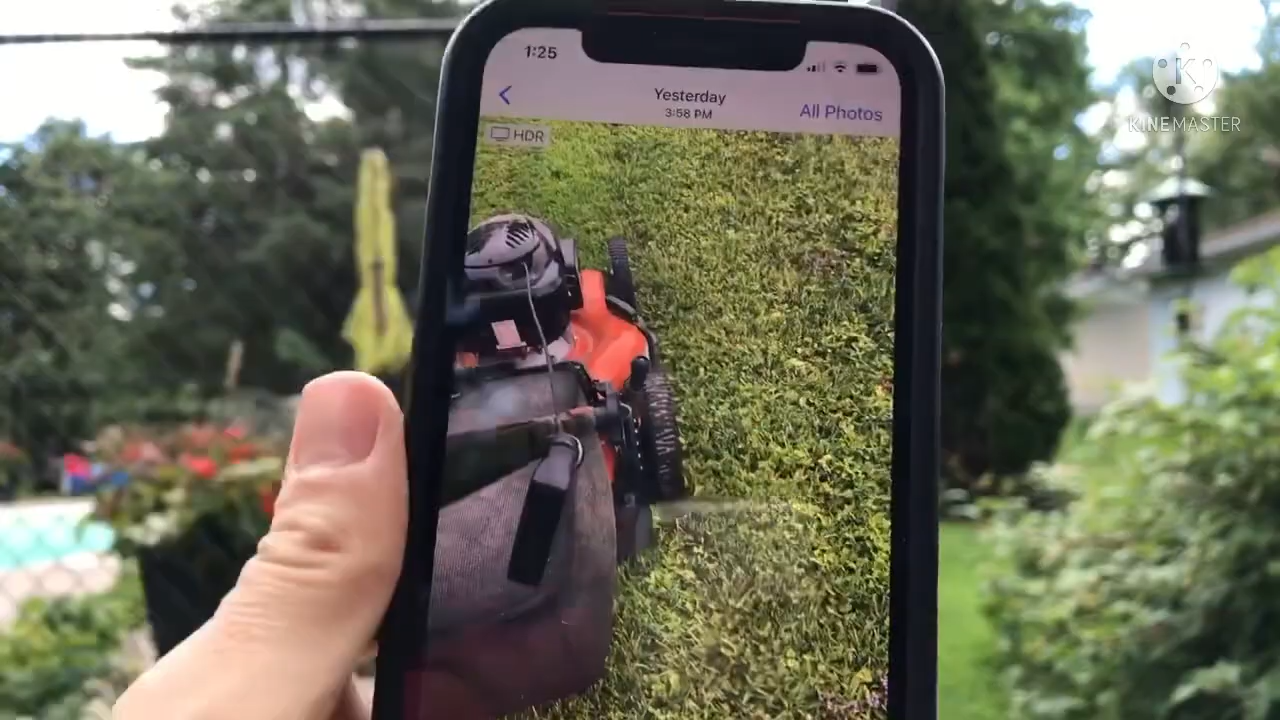 1:25
Yesterday
3:58 PM
All Photos
HDR
K
KINEMASTER